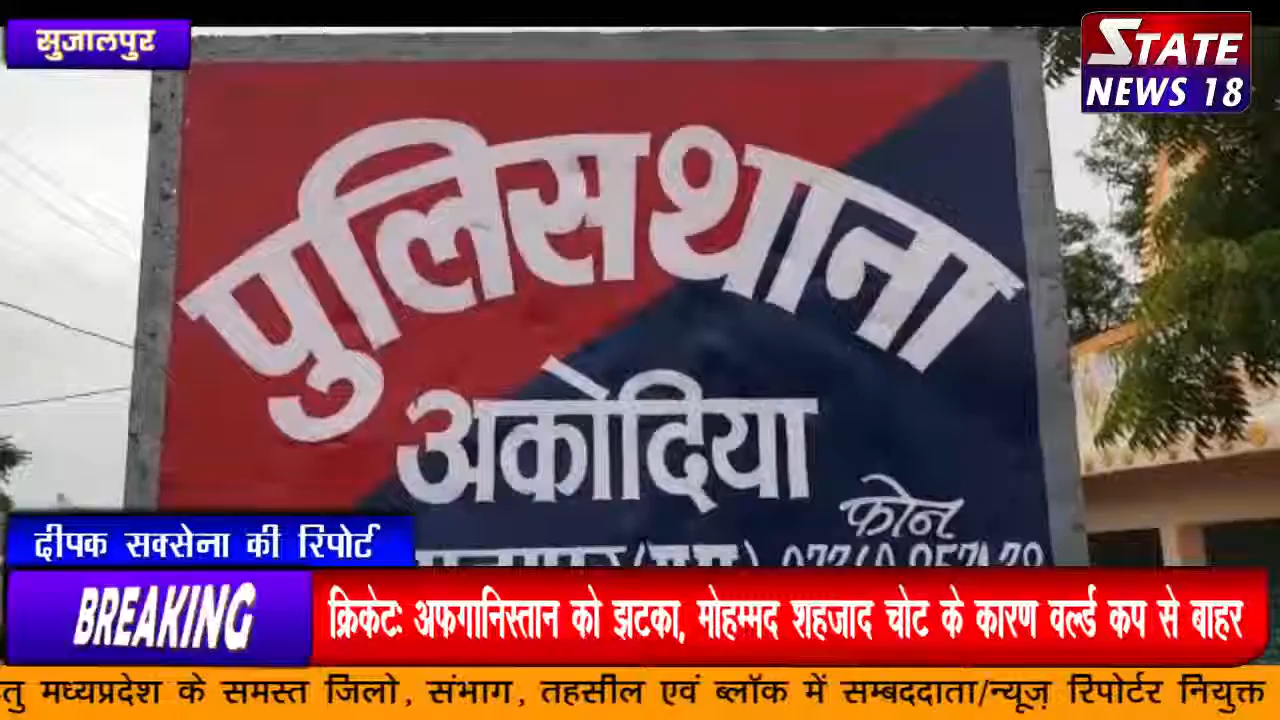 सुजालपुर
STATE
NEWS 18
पुलिस थाना
अकोदिया
फोन
दीपक सक्सेना की रिपोर्ट
BREAKING
क्रिकेट: अफगानिस्तान को झटका, मोहम्मद शहजाद चोट के कारण वर्ल्ड कप से बाहर
तु मध्यप्रदेश के समस्त जिलो, संभाग, तहसील एवं ब्लॉक में सम्बददाता/न्यूज़ रिपोर्टर नियुक्त